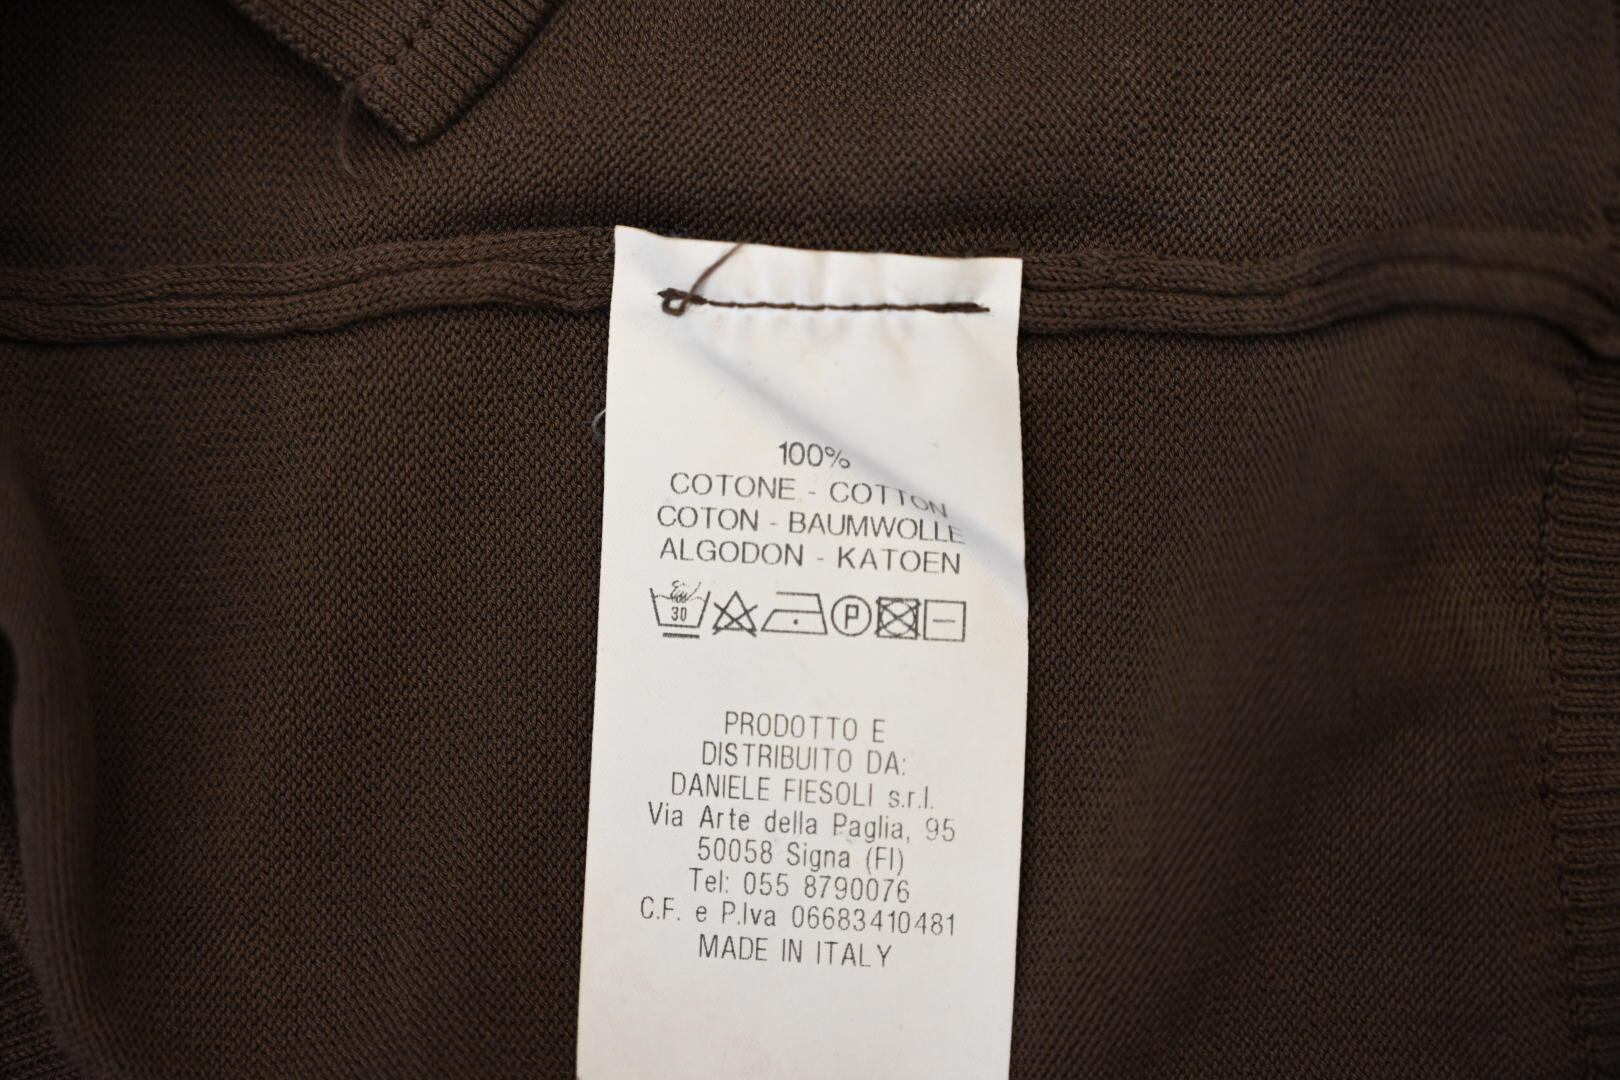 100%
COTONE - COTTON
COTON - BAUMWOLLE
ALGODON - KATOEN
30 P
PRODOTTO E
DISTRIBUITO DA:
DANIELE FIESOLI s.r.l.
Via Arte della Paglia, 95
50058 Signa (FI)
Tel: 055 8790076
C.F. e P.Iva 06683410481
MADE IN ITALY